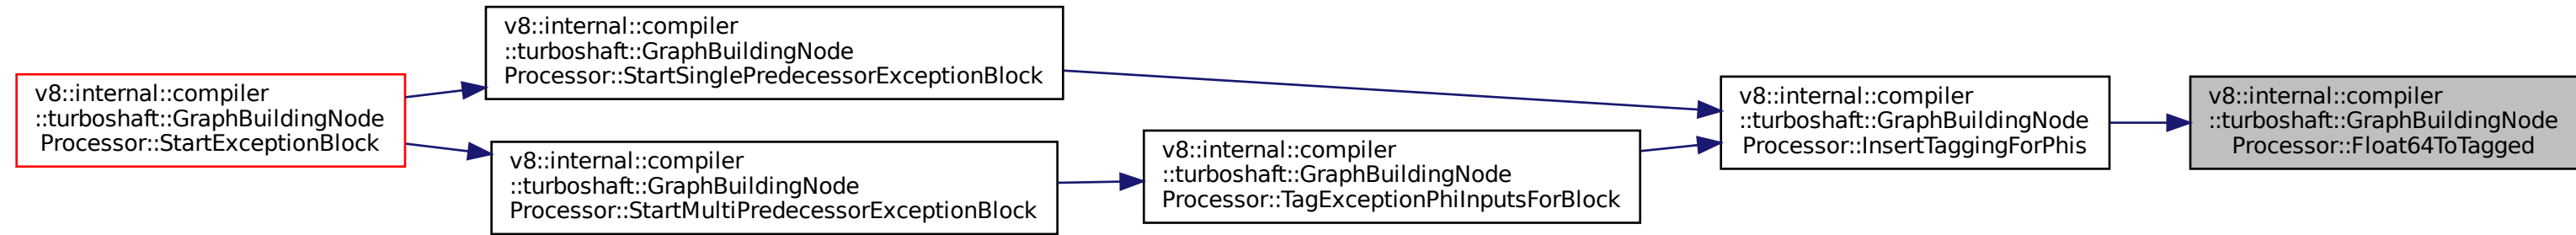 v8::internal::compiler
::turboshaft::GraphBuildingNode
Processor::StartExceptionBlock
v8::internal::compiler
::turboshaft::GraphBuildingNode
Processor::StartSinglePredecessorExceptionBlock
v8::internal::compiler
::turboshaft::GraphBuildingNode
Processor::StartMultiPredecessorExceptionBlock
v8::internal::compiler
::turboshaft::GraphBuildingNode
Processor::TagExceptionPhiInputsForBlock
v8::internal::compiler
::turboshaft::GraphBuildingNode
Processor::InsertTaggingForPhis
v8::internal::compiler
::turboshaft::GraphBuildingNode
Processor::Float64ToTagged